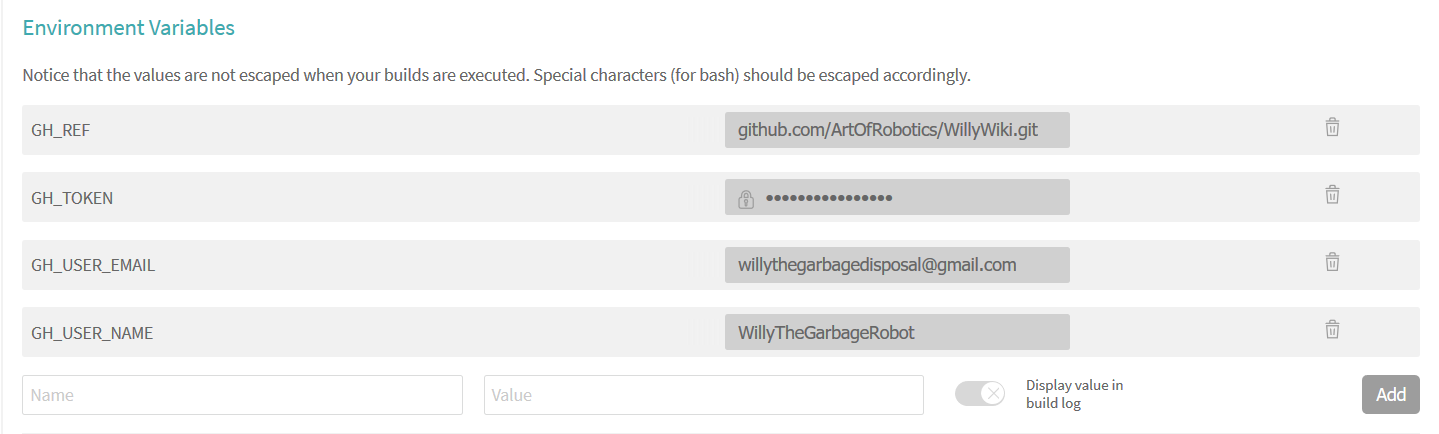 Environment Variables
Notice that the values are not escaped when your builds are executed. Special characters (for bash) should be escaped accordingly.
GH_REF github.com/ArtOfRobotics/WillyWiki.git
GH_TOKEN ••••••••••••••••
GH_USER_EMAIL willythegarbagedisposal@gmail.com
GH_USER_NAME WillyTheGarbageRobot
Name Value Display value in
build log Add